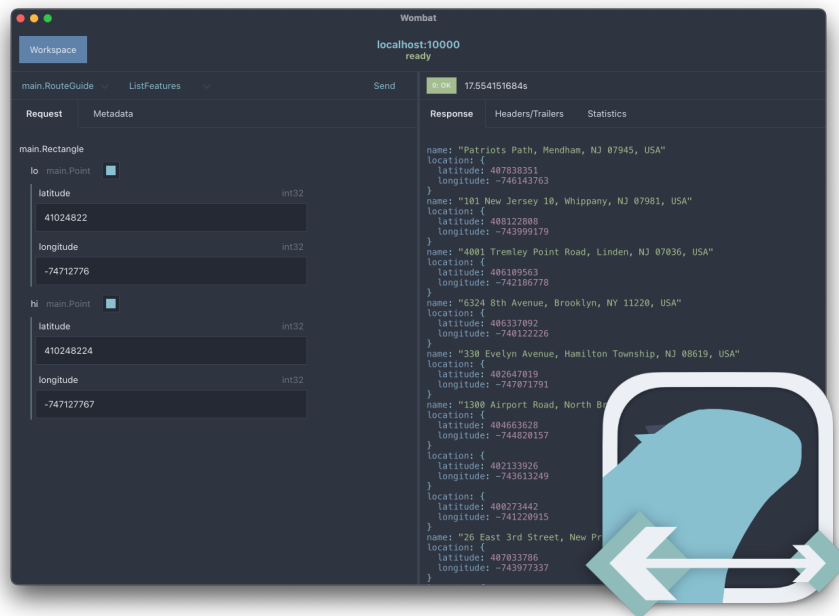 Wombat
Workspace
localhost:10000
ready
main.RouteGuide
ListFeatures
Send
0: OK
17.554151684s
Request
Metadata
Response
Headers/Trailers
Statistics
main.Rectangle
lo main.Point
latitude int32
41024822
longitude int32
-74712776
hi main.Point
latitude int32
410248224
longitude int32
-747127767
name: "Patriots Path, Mendham, NJ 07945, USA"
location: {
latitude: 407838351
longitude: -746143763
}
name: "101 New Jersey 10, Whippany, NJ 07981, USA"
location: {
latitude: 408122808
longitude: -743999179
}
name: "4001 Tremley Point Road, Linden, NJ 07036, USA"
location: {
latitude: 406109563
longitude: -742186778
}
name: "6324 8th Avenue, Brooklyn, NY 11220, USA"
location: {
latitude: 406337092
longitude: -740122226
}
name: "330 Evelyn Avenue, Hamilton Township, NJ 08619, USA"
location: {
latitude: 402647019
longitude: -747071791
}
name: "1300 Airport Road, North
location: {
latitude: 404663628
longitude: -744820157
}
location: {
latitude: 402133926
longitude: -743613249
}
location: {
latitude: 400273442
longitude: -741220915
}
name: "26 East 3rd Street, New
location: {
latitude: 407033786
longitude: -743977337
}